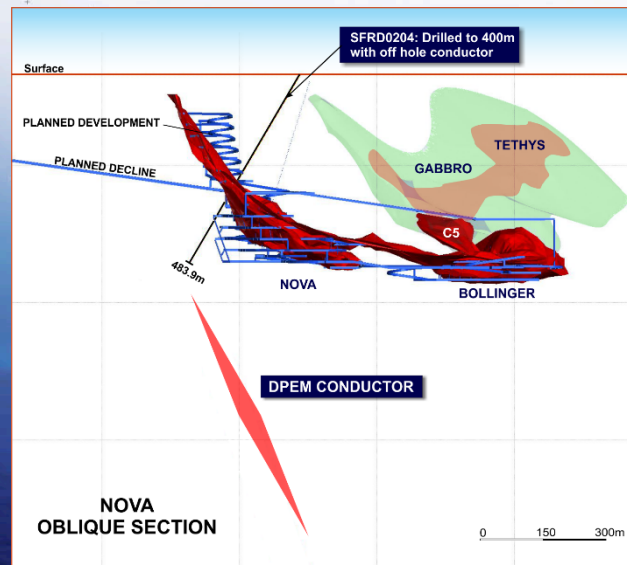 SFRD0204: Drilled to 400m
with off hole conductor
Surface
PLANNED DEVELOPMENT
TETHYS
PLANNED DECLINE
GABBRO
C5
483.9m
NOVA
BOLLINGER
DPEM CONDUCTOR
NOVA
OBLIQUE SECTION
0 150 300m